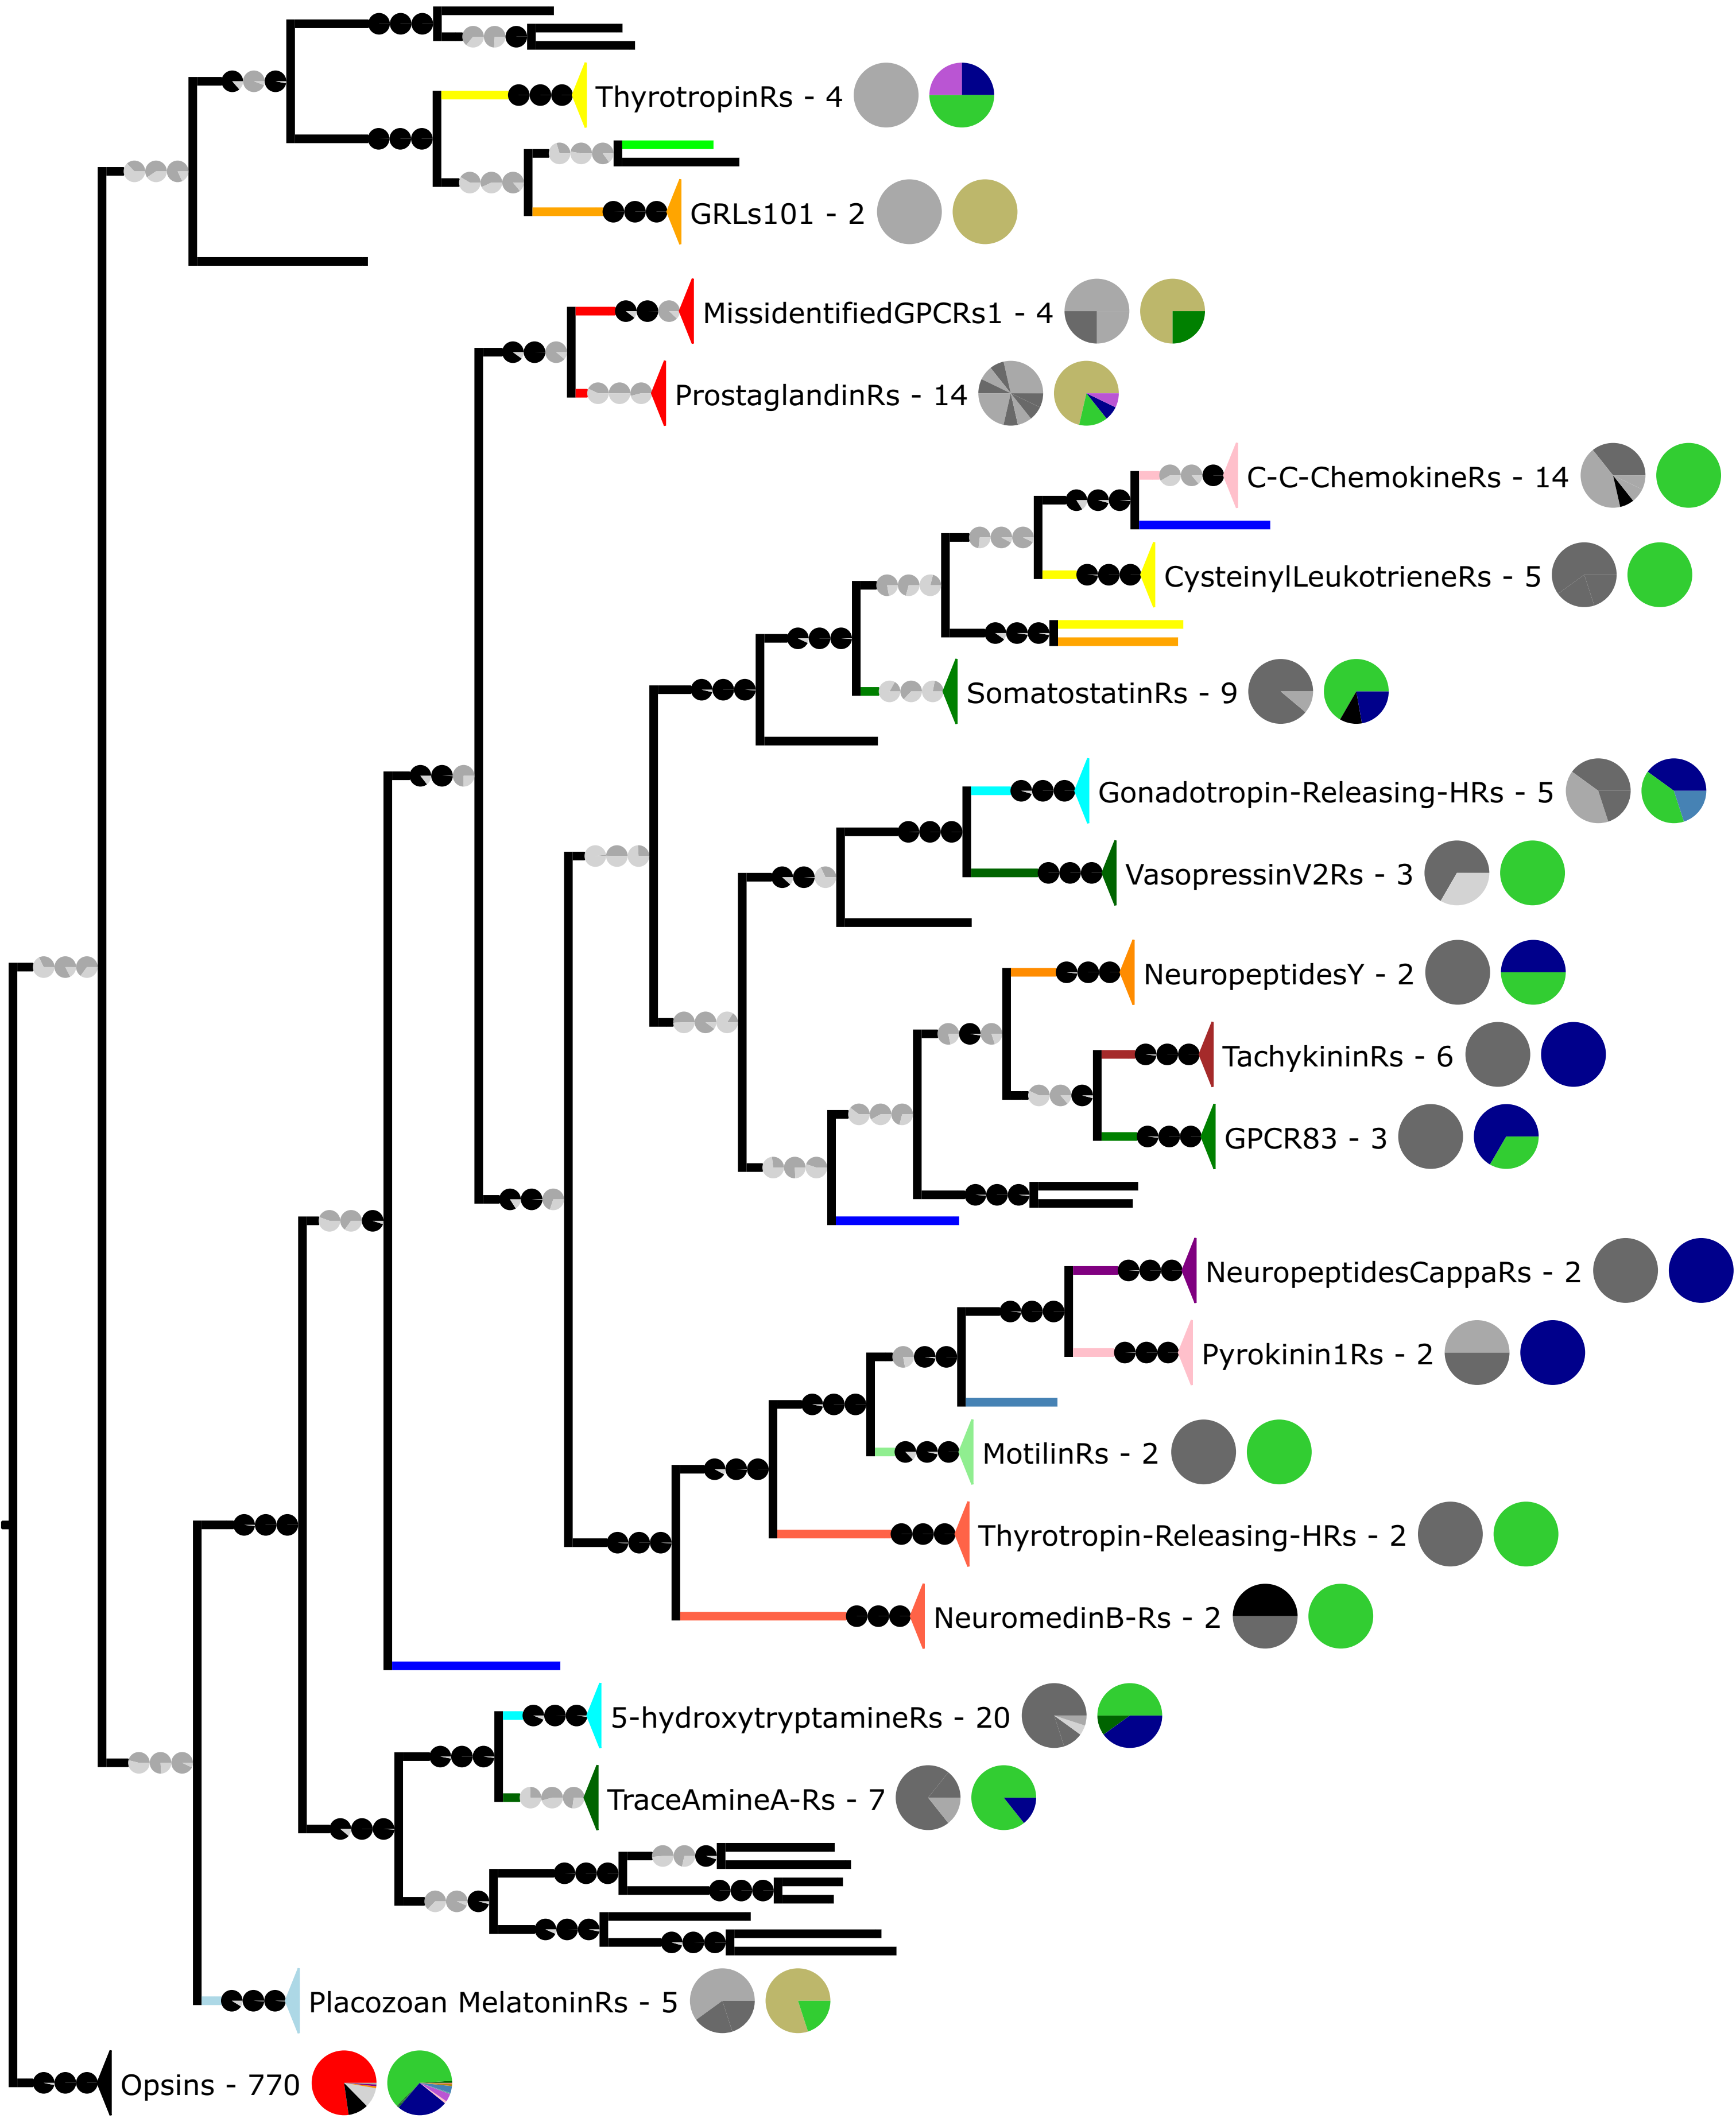 ThyrotropinRs - 4
GRLs101 - 2
MissidentifiedGPCRs1 - 4
ProstaglandinRs - 14
C-C-ChemokineRs - 14
CysteinylLeukotrieneRs - 5
SomatostatinRs - 9
Gonadotropin-Releasing-HRs - 5
VasopressinV2Rs - 3
NeuropeptidesY - 2
TachykininRs - 6
GPCR83 - 3
NeuropeptidesCappaRs - 2
Pyrokinin1Rs - 2
MotilinRs - 2
Thyrotropin-Releasing-HRs - 2
NeuromedinB-Rs - 2
5-hydroxytryptamineRs - 20
TraceAmineA-Rs - 7
Placozoan MelatoninRs - 5
Opsins - 770